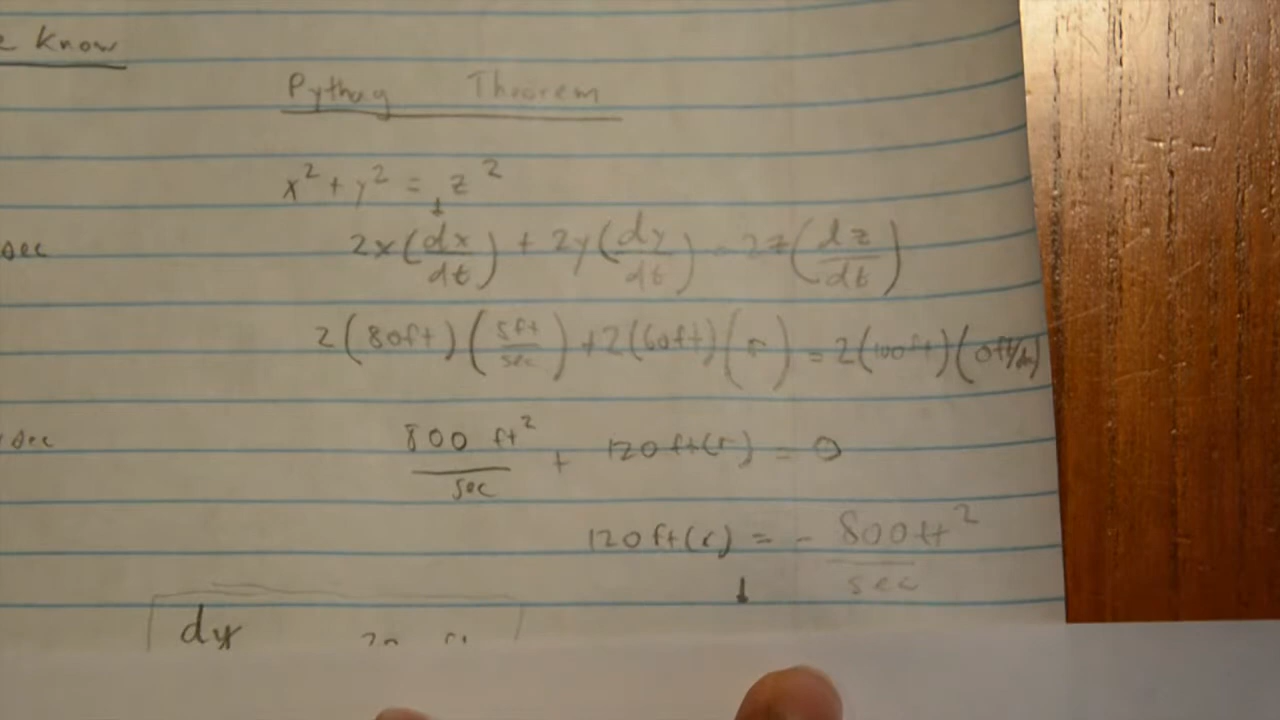 e Know
Pythag Theorem
x² + y² = z²
sec
2x(dx/dt) + 2y(dy/dt) = 2z(dz/dt)
2(80ft)(5ft/sec) + 2(60ft)(r) = 2(100ft)(0ft/
sec
800 ft²/sec + 120ft(r) = 0
120ft(r) = - 800ft²/sec
dy